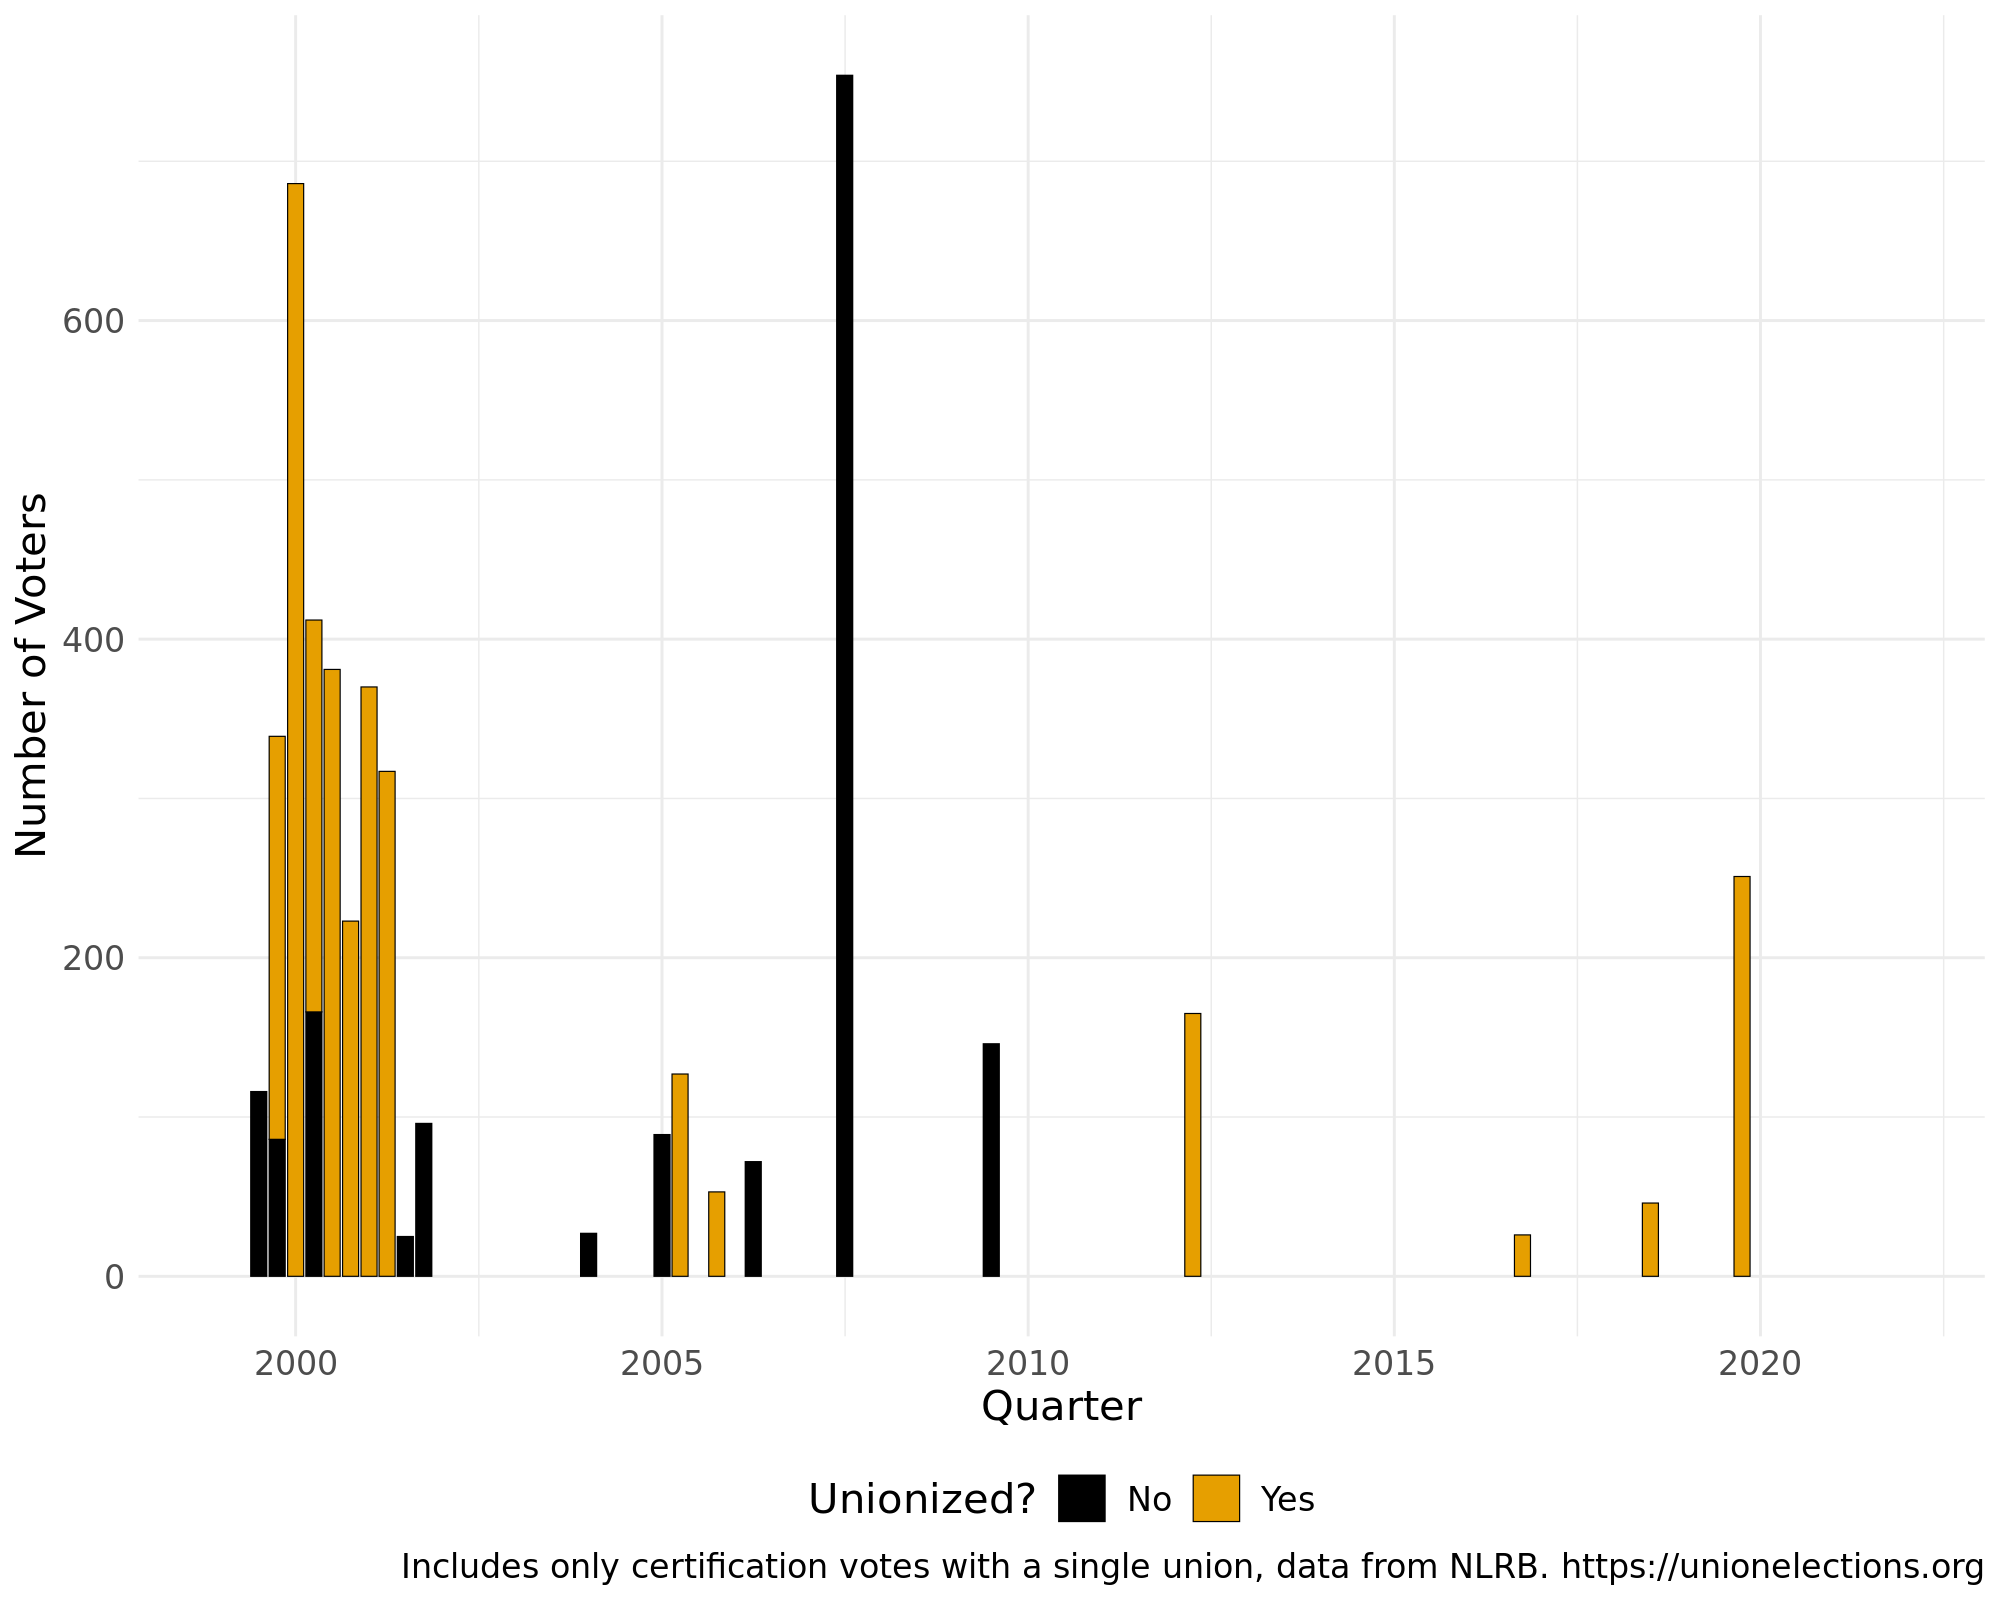 Number of Voters
600
400
200
0
2000 2005 2010 2015 2020
Quarter
Unionized? No Yes
Includes only certification votes with a single union, data from NLRB. https://unionelections.org